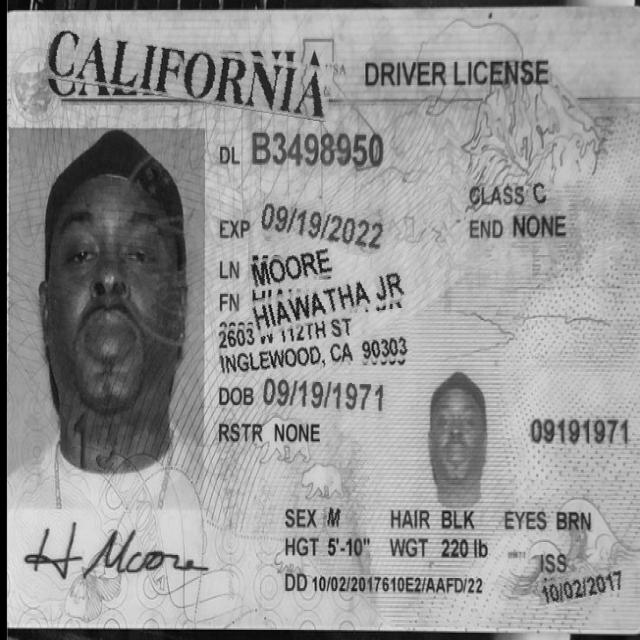 CALIFORNIA
USA
DRIVER LICENSE
DL B3498950
CLASS C
EXP 09/19/2022
END NONE
LN MOORE
FN HIAWATHA JR
2603 W 112TH ST
INGLEWOOD, CA 90303
DOB 09/19/1971
RSTR NONE
09191971
SEX M HAIR BLK EYES BRN
HGT 5'-10" WGT 220 lb
ISS
DD 10/02/2017610E2/AAFD/22
10/02/2017
H Moore